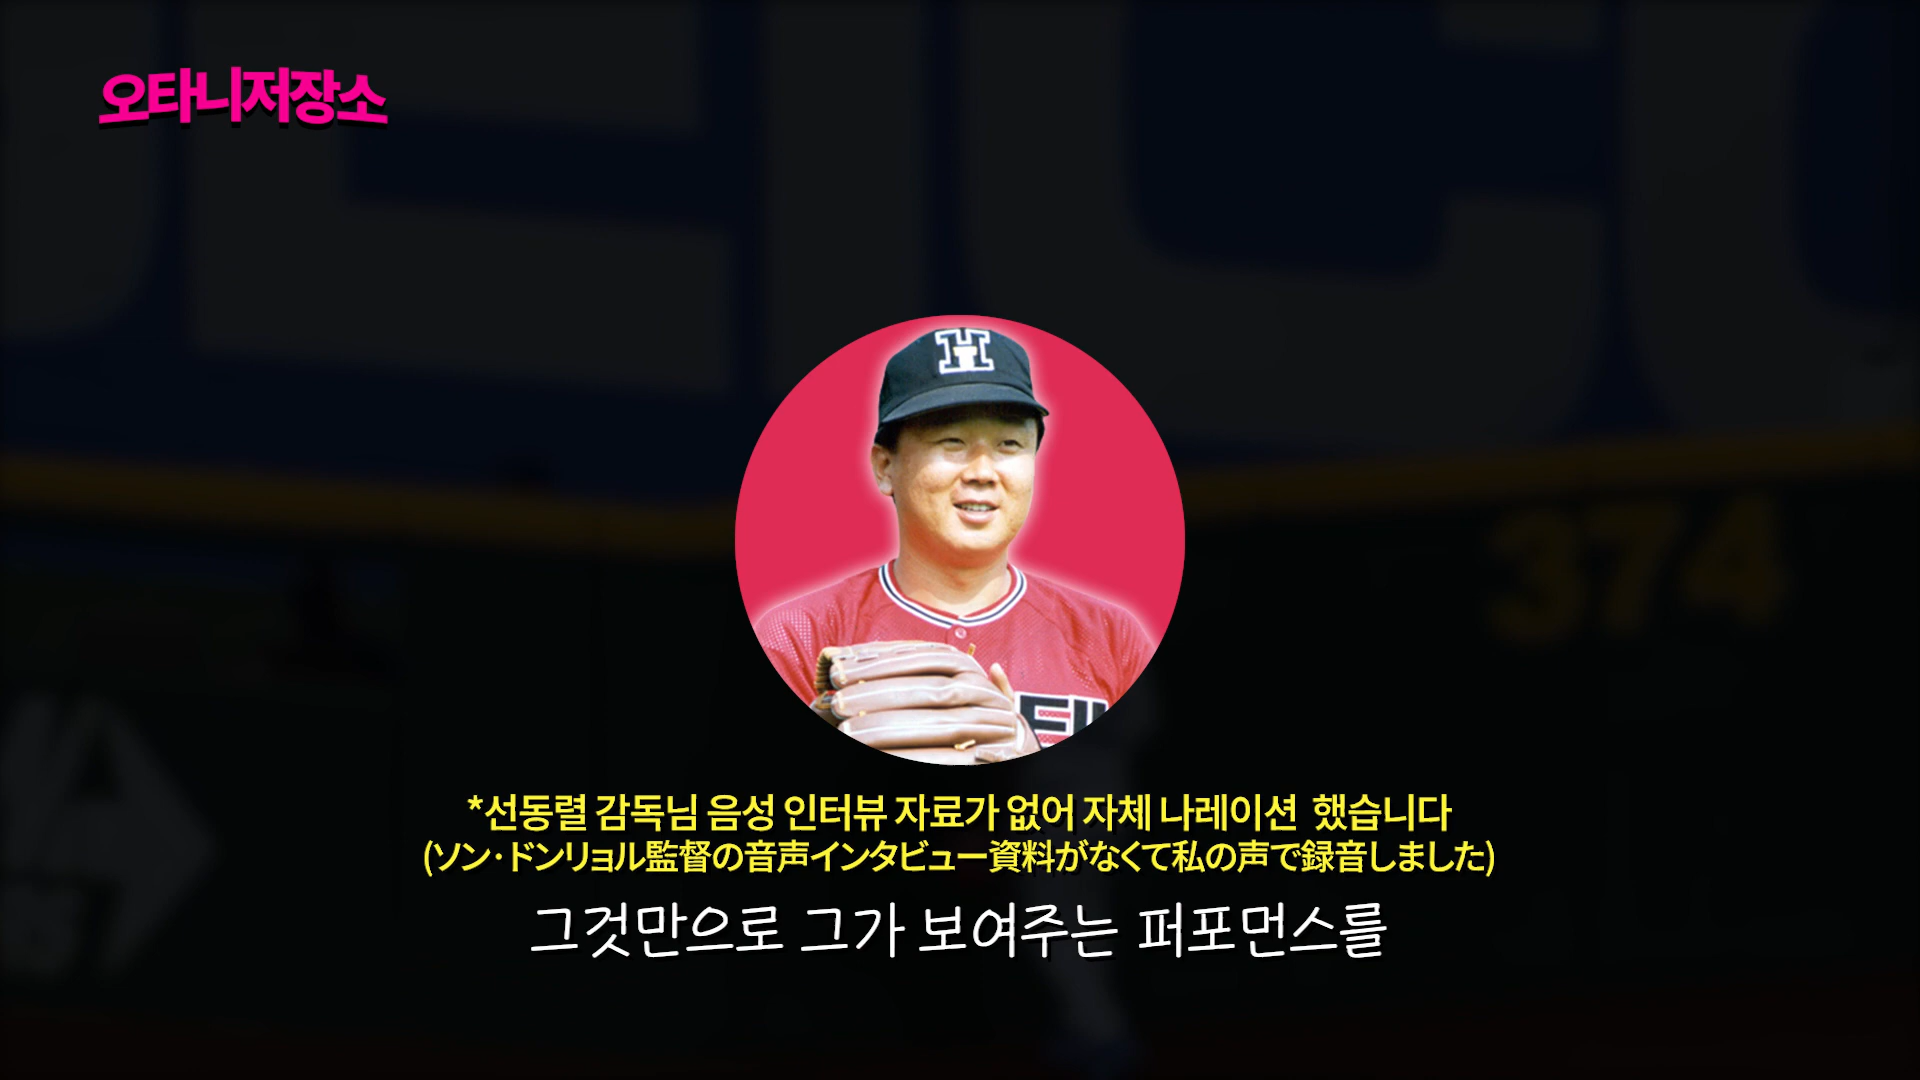 오타니저장소
374
H
*선동렬 감독님 음성 인터뷰 자료가 없어 자체 나레이션 했습니다
(ソン·ドンリョル監督の音声インタビュー資料がなくて私の声で録音しました)
그것만으로 그가 보여주는 퍼포먼스를